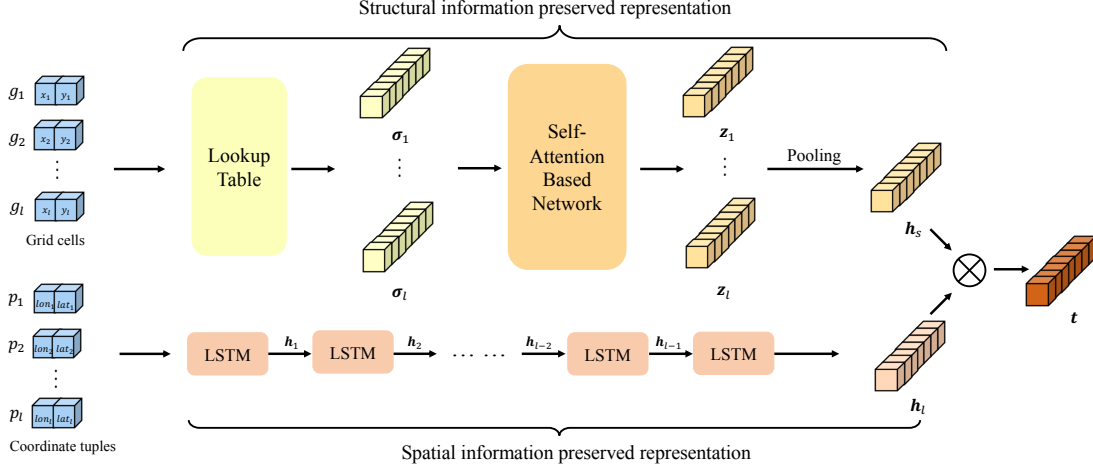 Structural information preserved representation
g₁ x₁ y₁
g₂ x₂ y₂
⋮
gₗ xₗ yₗ
Grid cells
Lookup
Table
σ₁
⋮
σₗ
Self-
Attention
Based
Network
z₁
⋮
zₗ
Pooling
hₛ
t
p₁ lon₁ lat₁
p₂ lon₂ lat₂
⋮
pₗ lonₗ latₗ
Coordinate tuples
LSTM h₁ LSTM h₂ … … hₗ₋₂ LSTM hₗ₋₁ LSTM
hₗ
Spatial information preserved representation